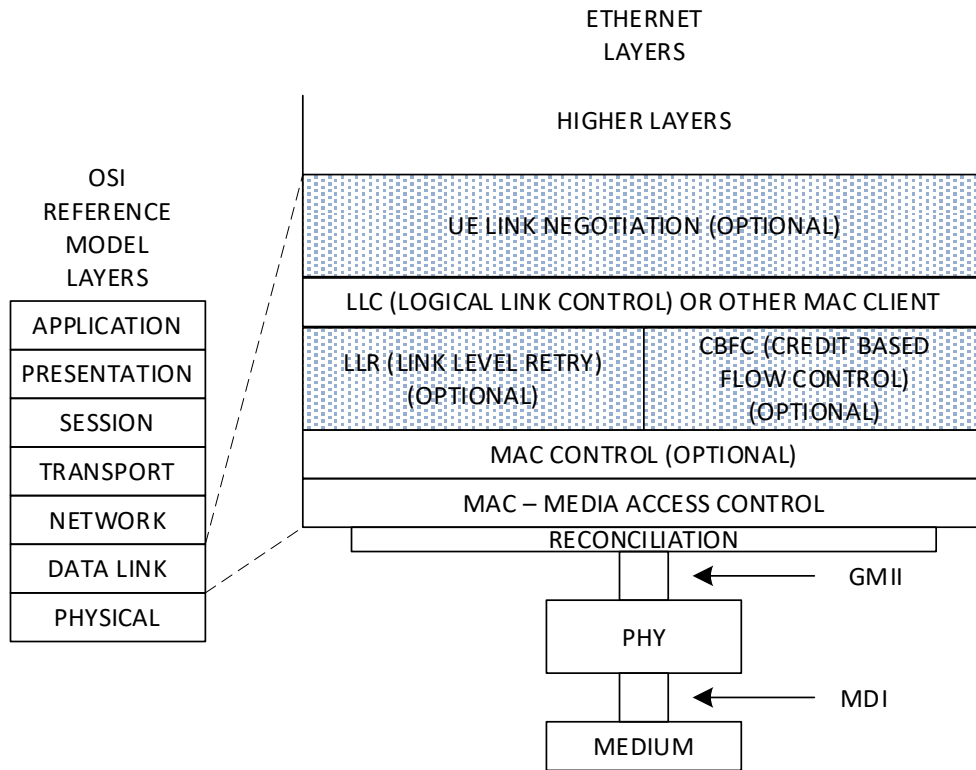 ETHERNET
LAYERS
HIGHER LAYERS
OSI
REFERENCE
MODEL
LAYERS
APPLICATION
PRESENTATION
SESSION
TRANSPORT
NETWORK
DATA LINK
PHYSICAL
UE LINK NEGOTIATION (OPTIONAL)
LLC (LOGICAL LINK CONTROL) OR OTHER MAC CLIENT
LLR (LINK LEVEL RETRY)
(OPTIONAL)
CBFC (CREDIT BASED
FLOW CONTROL)
(OPTIONAL)
MAC CONTROL (OPTIONAL)
MAC – MEDIA ACCESS CONTROL
RECONCILIATION
GMII
PHY
MDI
MEDIUM